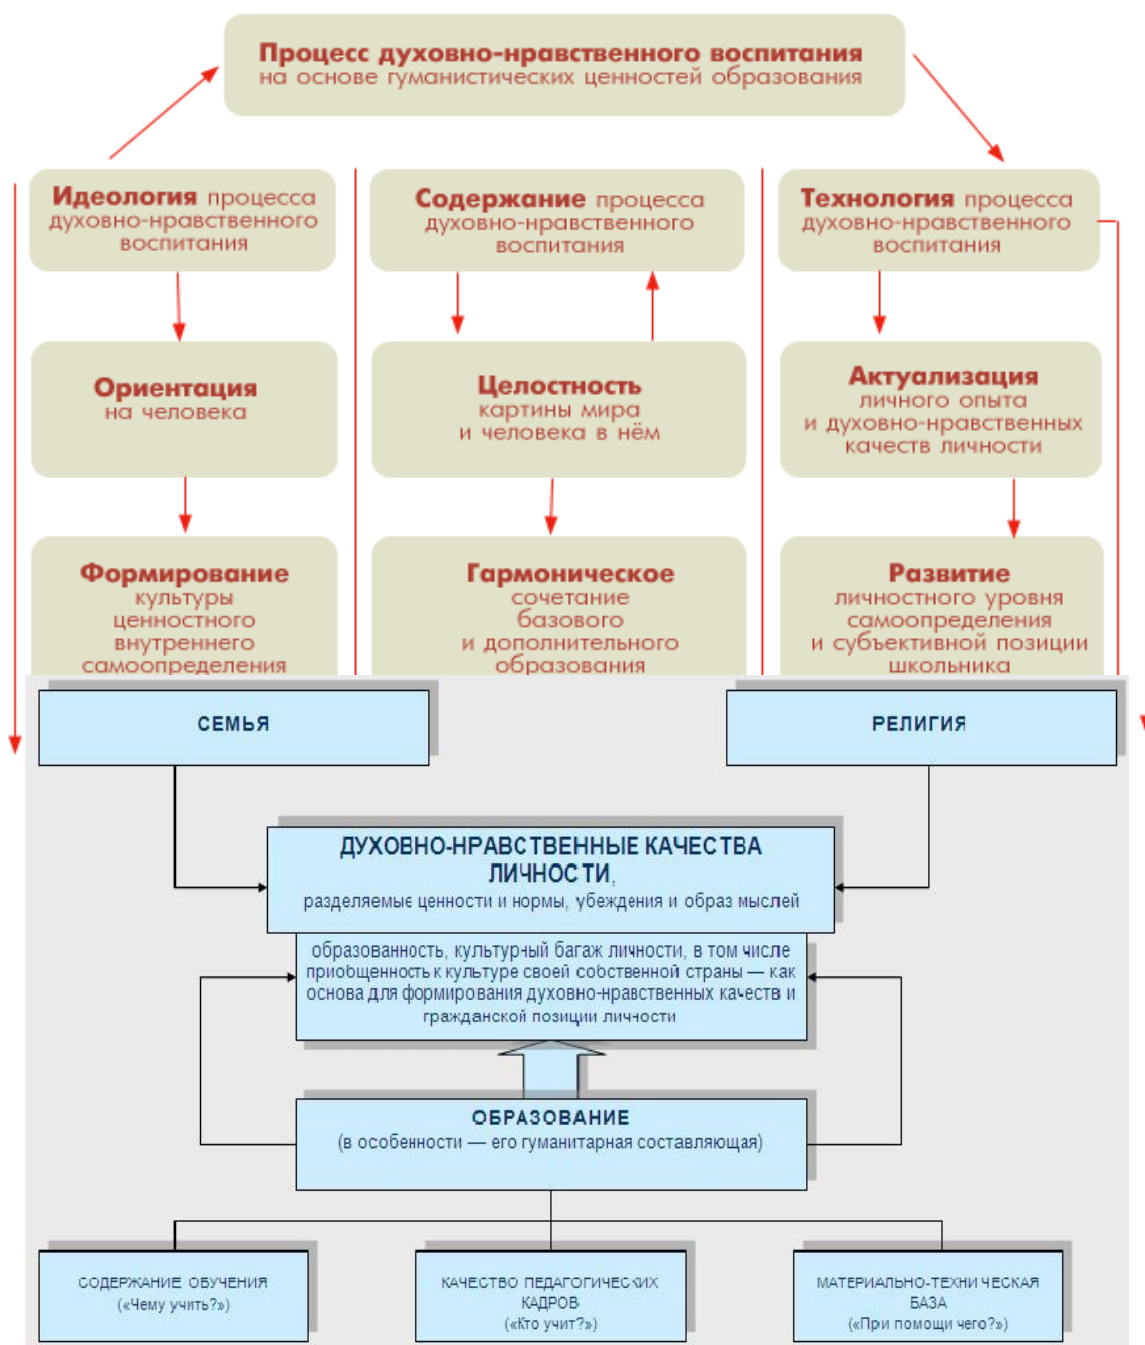 Процесс духовно-нравственного воспитания
на основе гуманистических ценностей образования
Идеология процесса
духовно-нравственного
воспитания
Содержание процесса
духовно-нравственного
воспитания
Технология процесса
духовно-нравственного
воспитания
Ориентация
на человека
Целостность
картины мира
и человека в нём
Актуализация
личного опыта
и духовно-нравственных
качеств личности
Формирование
культуры
ценностного
внутреннего
самоопределения
Гармоническое
сочетание
базового
и дополнительного
образования
Развитие
личностного уровня
самоопределения
и субъективной позиции
школьника
СЕМЬЯ
РЕЛИГИЯ
ДУХОВНО-НРАВСТВЕННЫЕ КАЧЕСТВА
ЛИЧНОСТИ,
разделяемые ценности и нормы, убеждения и образ мыслей
образованность, культурный багаж личности, в том числе
приобщенность к культуре своей собственной страны — как
основа для формирования духовно-нравственных качеств и
гражданской позиции личности
ОБРАЗОВАНИЕ
(в особенности — его гуманитарная составляющая)
СОДЕРЖАНИЕ ОБУЧЕНИЯ
(«Чему учить?»)
КАЧЕСТВО ПЕДАГОГИЧЕСКИХ
КАДРОВ
(«Кто учит?»)
МАТЕРИАЛЬНО-ТЕХНИЧЕСКАЯ
БАЗА
(«При помощи чего?»)